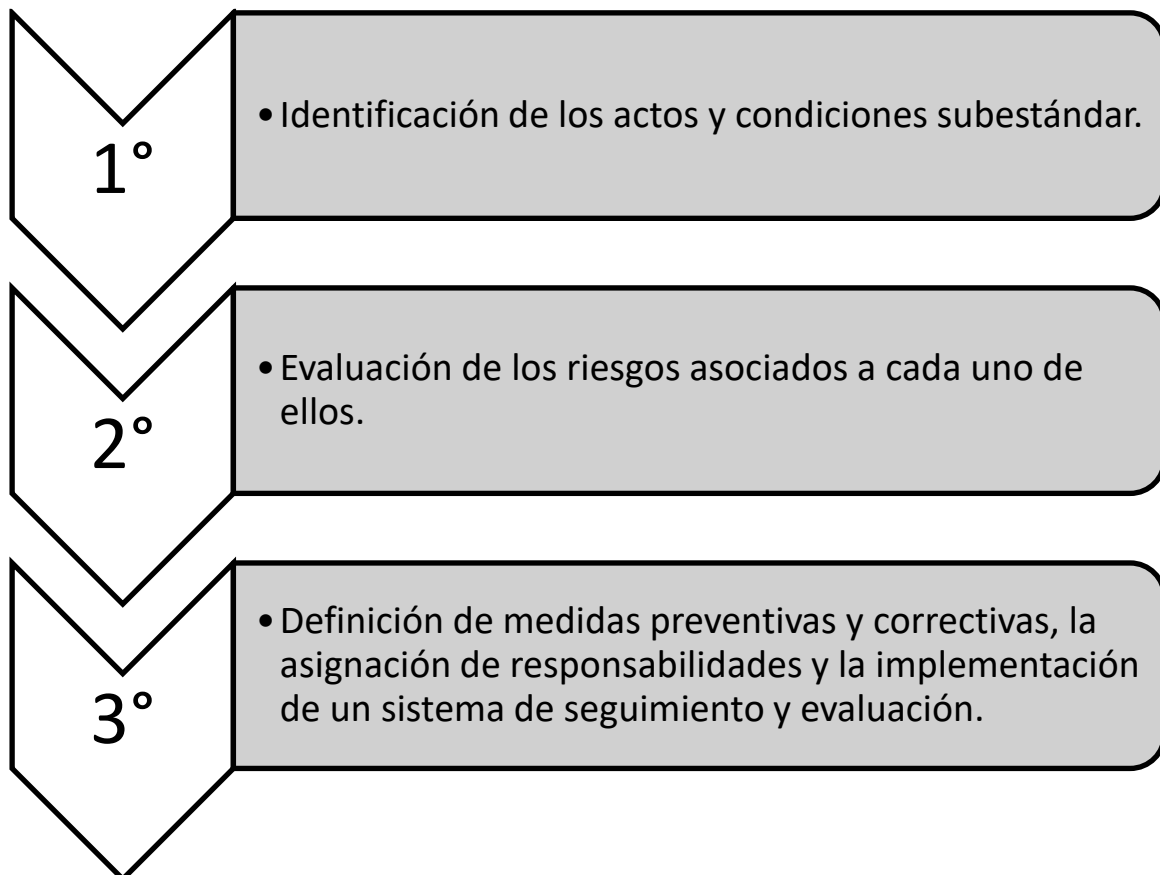 1°
• Identificación de los actos y condiciones subestándar.
2°
• Evaluación de los riesgos asociados a cada uno de
ellos.
3°
• Definición de medidas preventivas y correctivas, la
asignación de responsabilidades y la implementación
de un sistema de seguimiento y evaluación.